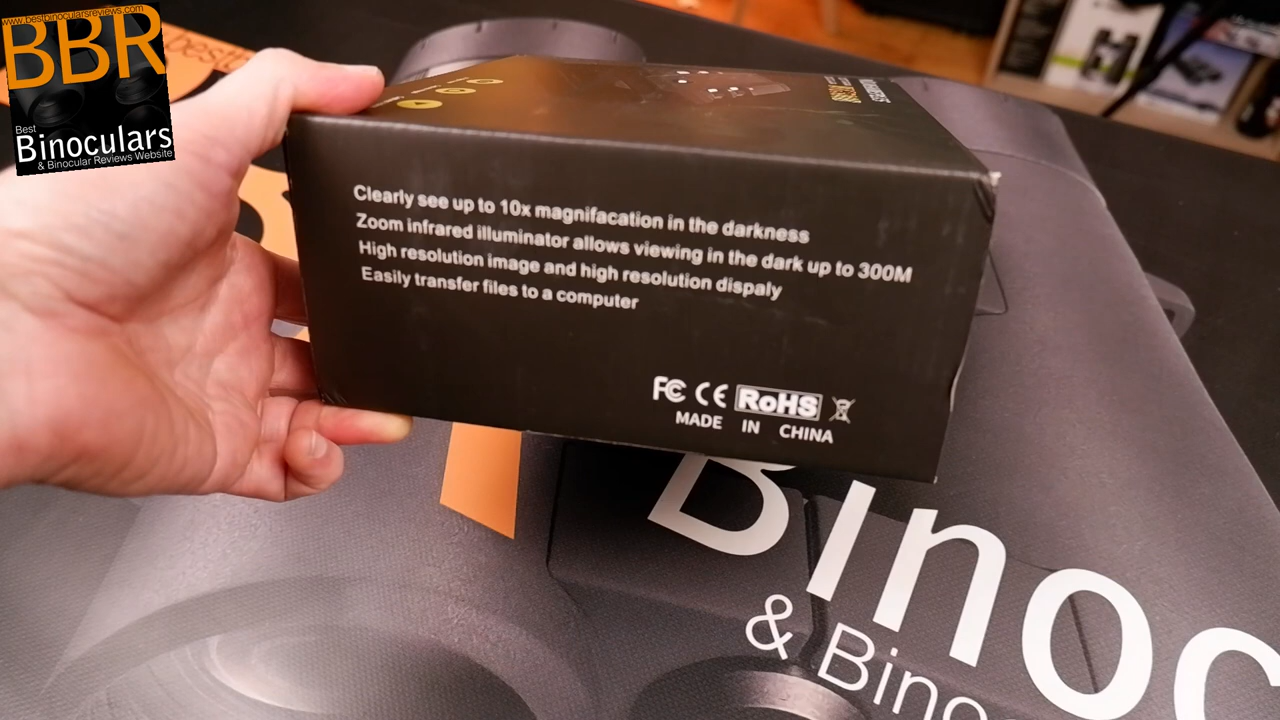 www.bestbinocularsreviews.com
BBR
Best
Binoculars
& Binocular Reviews Website
Clearly see up to 10x magnifacation in the darkness
Zoom infrared illuminator allows viewing in the dark up to 300M
High resolution image and high resolution dispaly
Easily transfer files to a computer
FC CE RoHS
MADE IN CHINA
Binoc
& Bino